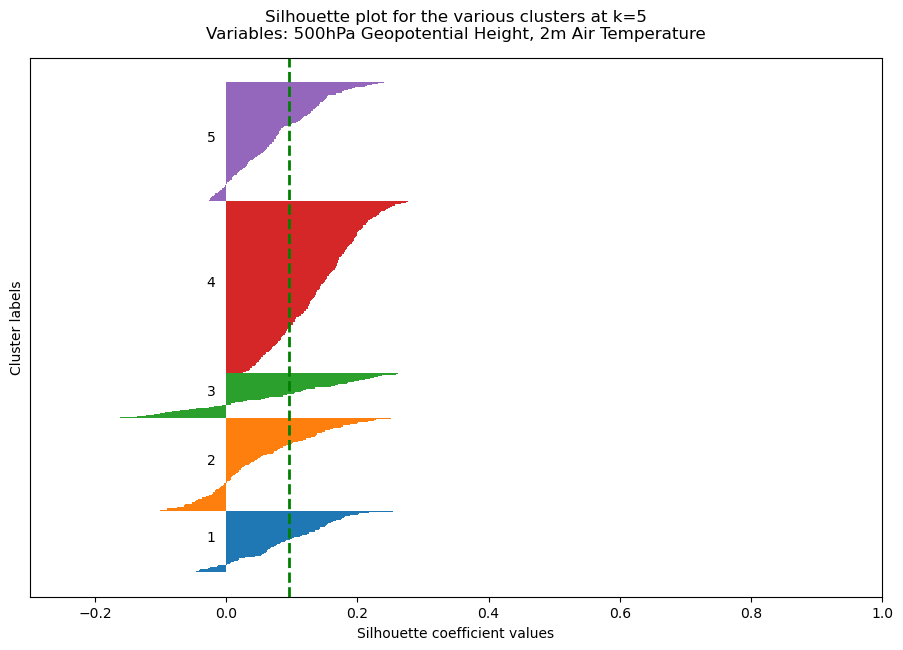 Silhouette plot for the various clusters at k=5
Variables: 500hPa Geopotential Height, 2m Air Temperature
5
4
3
2
1
Cluster labels
−0.2 0.0 0.2 0.4 0.6 0.8 1.0
Silhouette coefficient values